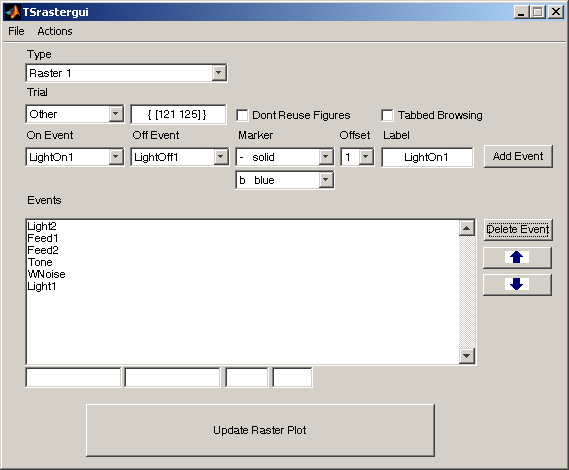 TSrastergui
File Actions
Type
Raster 1
Trial
Other { [121 125] } Dont Reuse Figures Tabbed Browsing
On Event Off Event Marker Offset Label
LightOn1 LightOff1 - solid 1 LightOn1 Add Event
b blue
Events
Light2
Feed1
Feed2
Tone
WNoise
Light1
Delete Event
Update Raster Plot